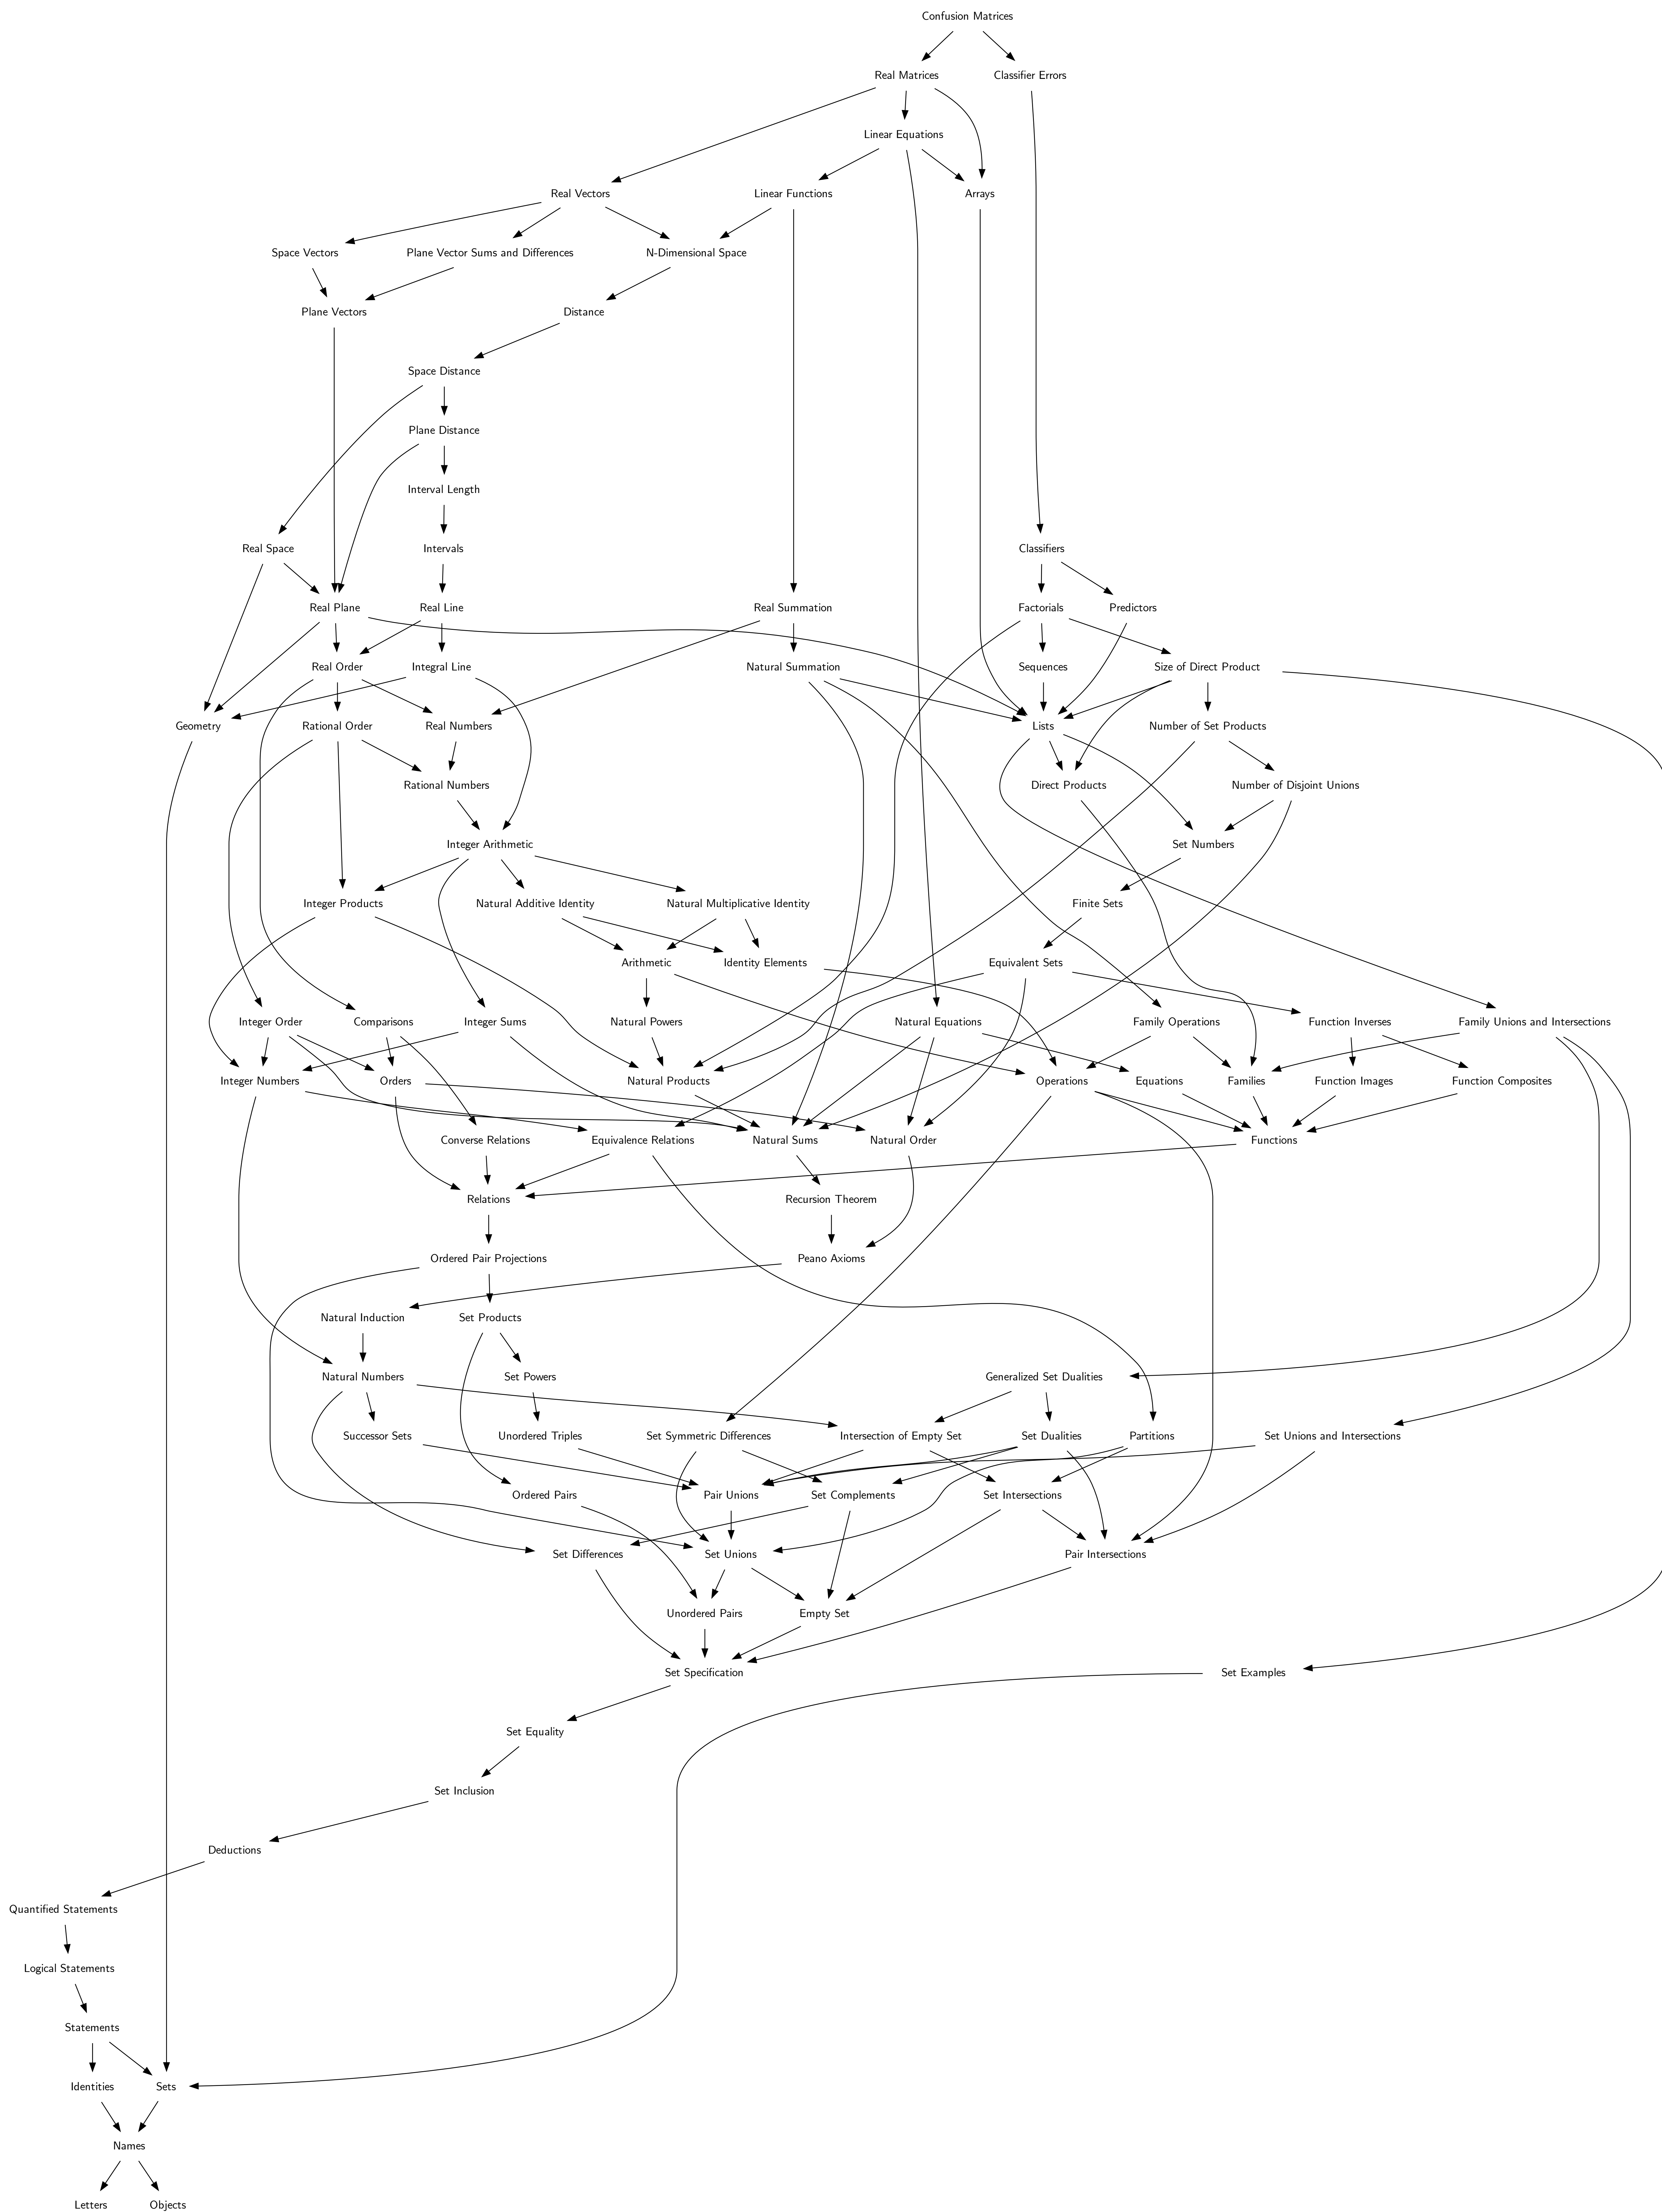 Confusion Matrices
Real Matrices
Classifier Errors
Linear Equations
Real Vectors
Linear Functions
Arrays
Space Vectors
Plane Vector Sums and Differences
N-Dimensional Space
Plane Vectors
Distance
Space Distance
Plane Distance
Interval Length
Real Space
Intervals
Classifiers
Real Plane
Real Line
Real Summation
Factorials
Predictors
Real Order
Integral Line
Natural Summation
Sequences
Size of Direct Product
Geometry
Rational Order
Real Numbers
Lists
Number of Set Products
Rational Numbers
Direct Products
Number of Disjoint Unions
Integer Arithmetic
Set Numbers
Integer Products
Natural Additive Identity
Natural Multiplicative Identity
Finite Sets
Arithmetic
Identity Elements
Equivalent Sets
Integer Order
Comparisons
Integer Sums
Natural Powers
Natural Equations
Family Operations
Function Inverses
Family Unions and Intersections
Integer Numbers
Orders
Natural Products
Operations
Equations
Families
Function Images
Function Composites
Converse Relations
Equivalence Relations
Natural Sums
Natural Order
Functions
Relations
Recursion Theorem
Ordered Pair Projections
Peano Axioms
Natural Induction
Set Products
Natural Numbers
Set Powers
Generalized Set Dualities
Successor Sets
Unordered Triples
Set Symmetric Differences
Intersection of Empty Set
Set Dualities
Partitions
Set Unions and Intersections
Ordered Pairs
Pair Unions
Set Complements
Set Intersections
Set Differences
Set Unions
Pair Intersections
Unordered Pairs
Empty Set
Set Specification
Set Examples
Set Equality
Set Inclusion
Deductions
Quantified Statements
Logical Statements
Statements
Identities
Sets
Names
Letters
Objects